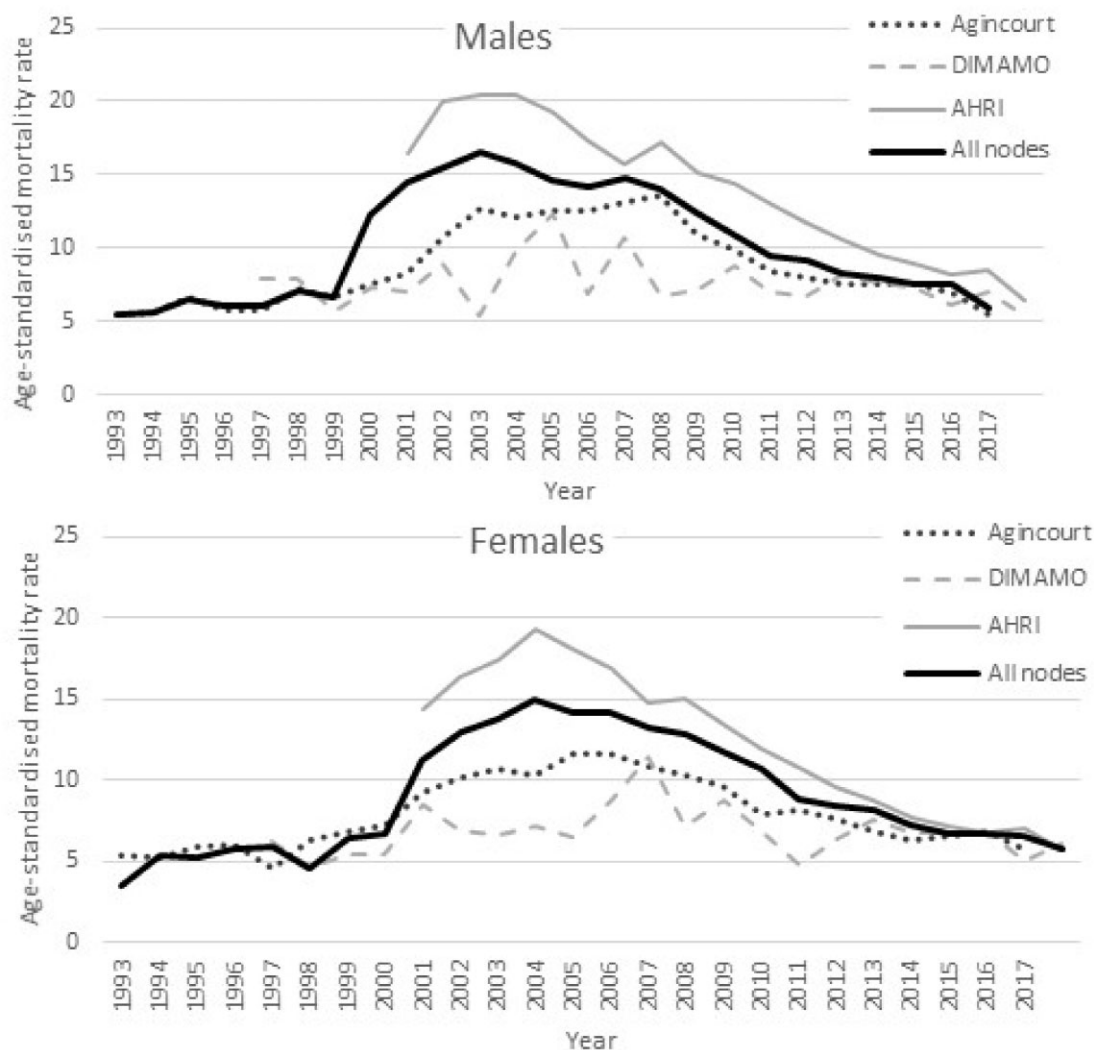 Males
Age-standardised mortality rate
25
20
15
10
5
0
1993 1994 1995 1996 1997 1998 1999 2000 2001 2002 2003 2004 2005 2006 2007 2008 2009 2010 2011 2012 2013 2014 2015 2016 2017
Year
Agincourt
DIMAMO
AHRI
All nodes
Females
Age-standardised mortality rate
25
20
15
10
5
0
1993 1994 1995 1996 1997 1998 1999 2000 2001 2002 2003 2004 2005 2006 2007 2008 2009 2010 2011 2012 2013 2014 2015 2016 2017
Year
Agincourt
DIMAMO
AHRI
All nodes